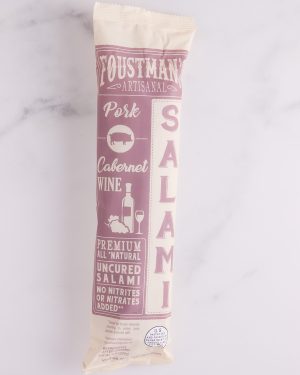 FOUSTMAN'
ARTISANAL
Pork
Cabernet
WINE
SALAMI
PREMIUM
ALL *NATURAL
UNCURED
SALAMI
NO NITRITES
OR NITRATES
ADDED**